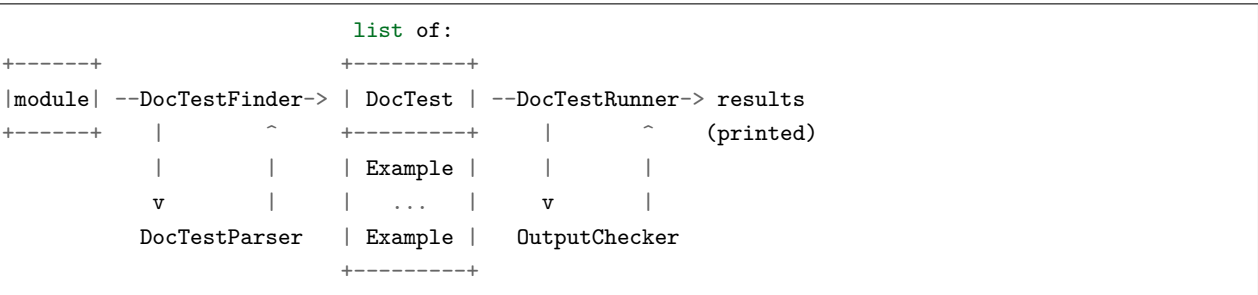 list of:
+------+                   +---------+
|module| --DocTestFinder-> | DocTest | --DocTestRunner-> results
+------+    |        ^     +---------+     |       ^    (printed)
            |        |     | Example |     |       |
            v        |     |   ...   |     v       |
           DocTestParser   | Example |   OutputChecker
                           +---------+